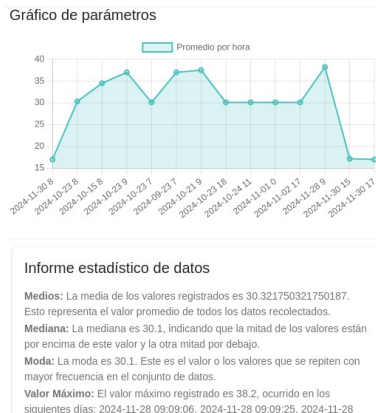 Gráfico de parámetros
Promedio por hora
40
35
30
25
20
15
2024-11-30 8
2024-10-23 8
2024-10-15 8
2024-10-23 9
2024-10-23 7
2024-09-23 7
2024-10-21 9
2024-10-23 18
2024-10-24 11
2024-11-01 0
2024-11-02 17
2024-11-28 9
2024-11-30 15
2024-11-30 17
Informe estadístico de datos
Medios: La media de los valores registrados es 30.321750321750187.
Esto representa el valor promedio de todos los datos recolectados.
Mediana: La mediana es 30.1, indicando que la mitad de los valores están
por encima de este valor y la otra mitad por debajo.
Moda: La moda es 30.1. Este es el valor o los valores que se repiten con
mayor frecuencia en el conjunto de datos.
Valor Máximo: El valor máximo registrado es 38.2, ocurrido en los
siguientes días: 2024-11-28 09:09:06, 2024-11-28 09:09:25, 2024-11-28